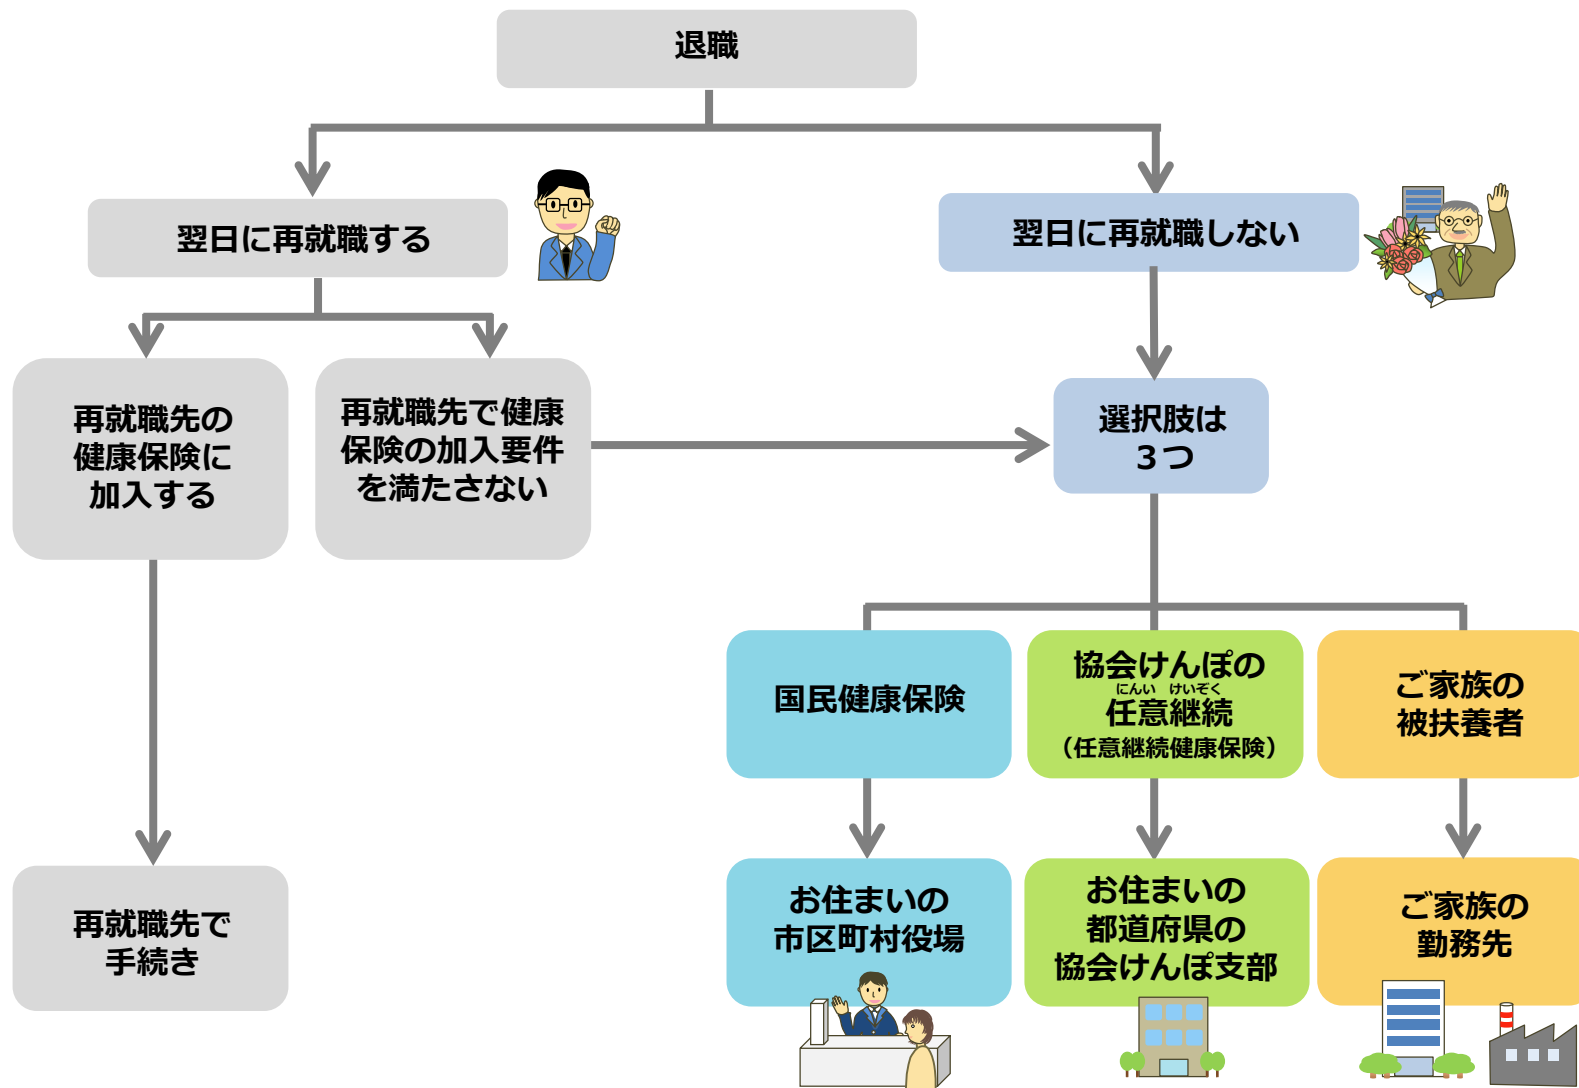 退職
翌日に再就職する
翌日に再就職しない
再就職先の
健康保険に
加入する
再就職先で健康
保険の加入要件
を満たさない
選択肢は
３つ
国民健康保険
協会けんぽの
にんい けいぞく
任意継続
（任意継続健康保険）
ご家族の
被扶養者
再就職先で
手続き
お住まいの
市区町村役場
お住まいの
都道府県の
協会けんぽ支部
ご家族の
勤務先